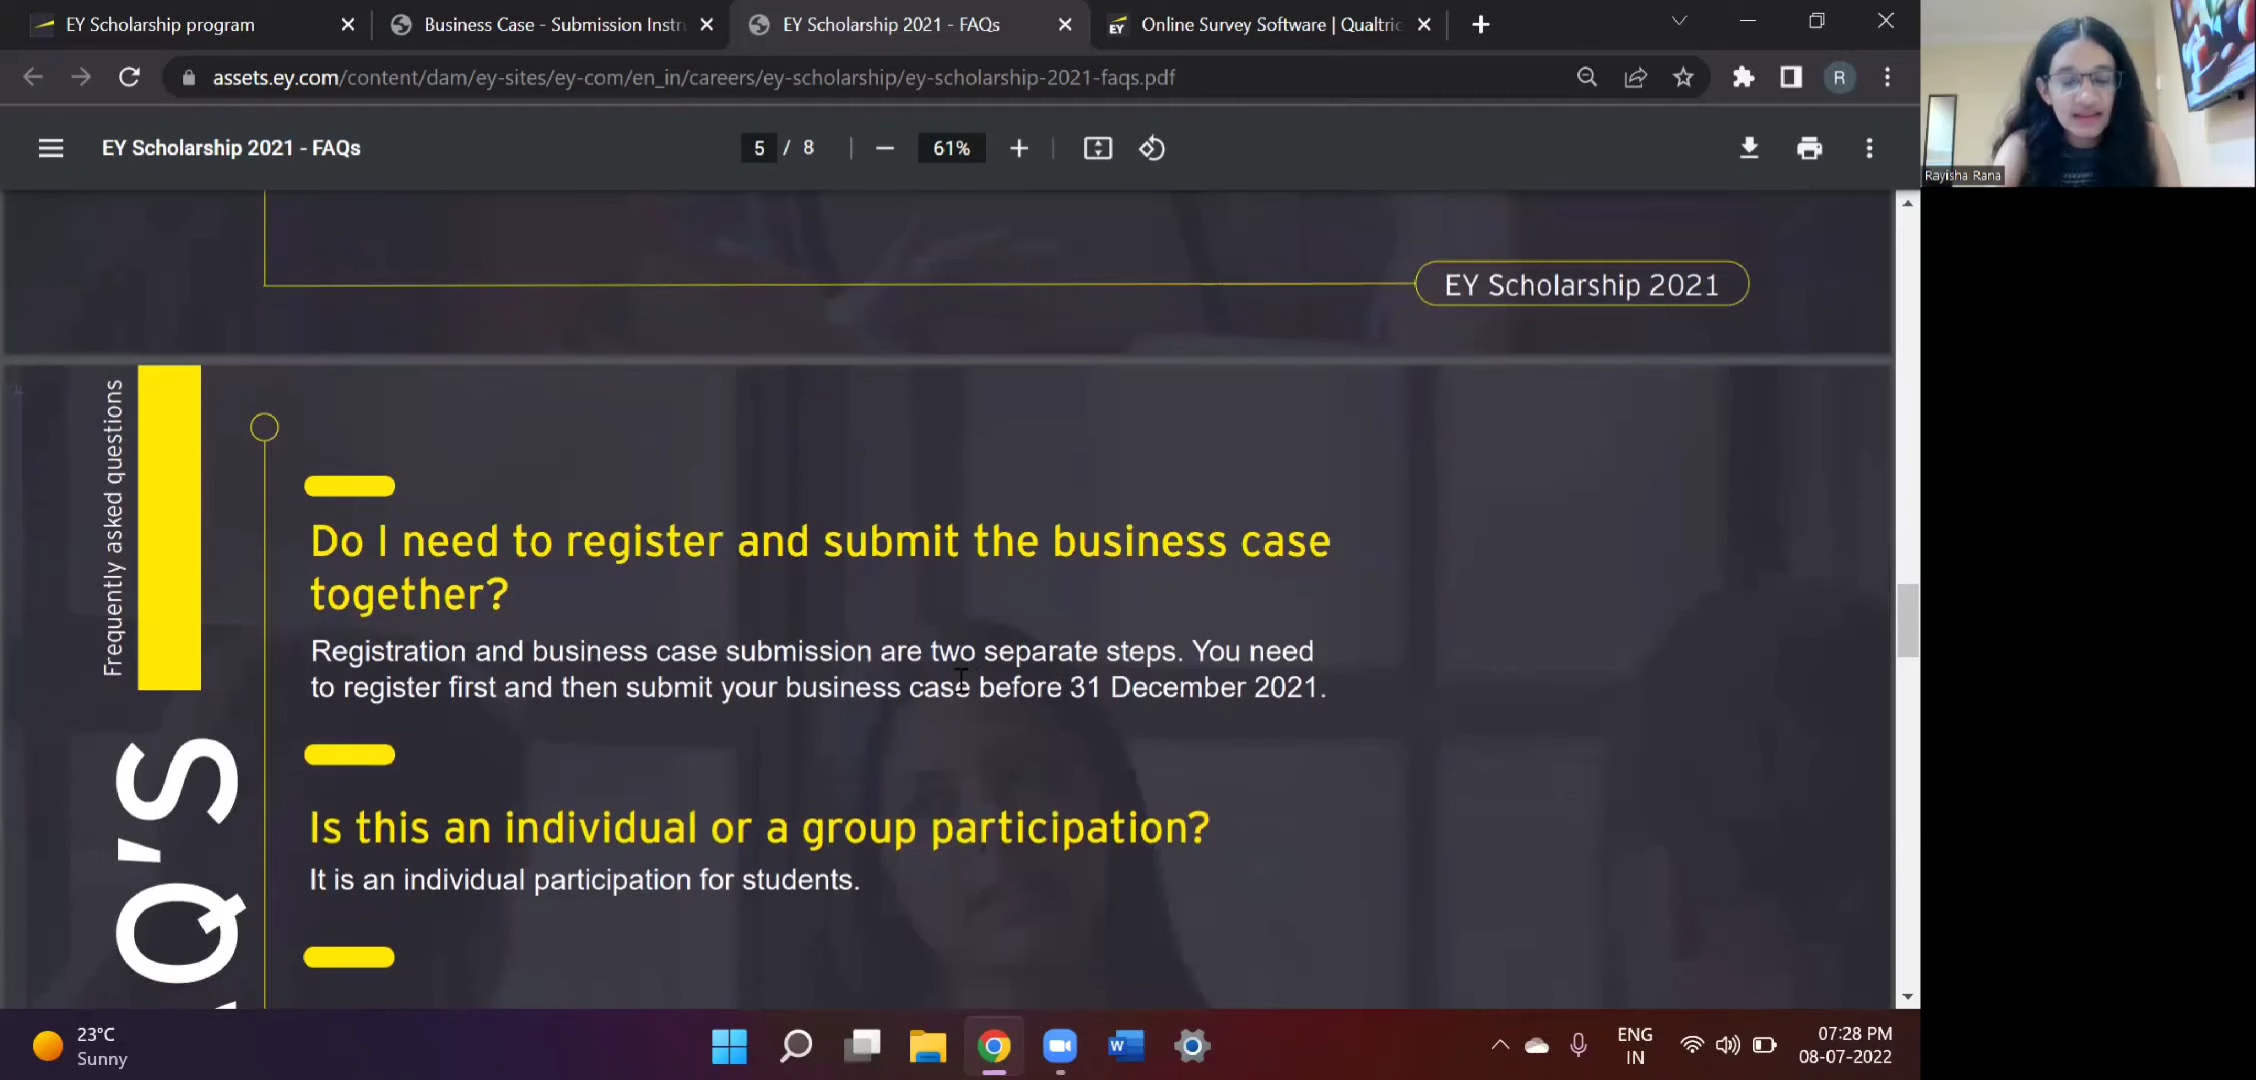 EY Scholarship program
Business Case - Submission Instr
EY Scholarship 2021 - FAQs
EY
Online Survey Software | Qualtric
assets.ey.com/content/dam/ey-sites/ey-com/en_in/careers/ey-scholarship/ey-scholarship-2021-faqs.pdf
R
Rayisha Rana
EY Scholarship 2021 - FAQs
5 / 8
61%
EY Scholarship 2021
Frequently asked questions
Q'S
Do I need to register and submit the business case
together?
Registration and business case submission are two separate steps. You need
to register first and then submit your business case before 31 December 2021.
Is this an individual or a group participation?
It is an individual participation for students.
23°C
Sunny
W
ENG
IN
07:28 PM
08-07-2022